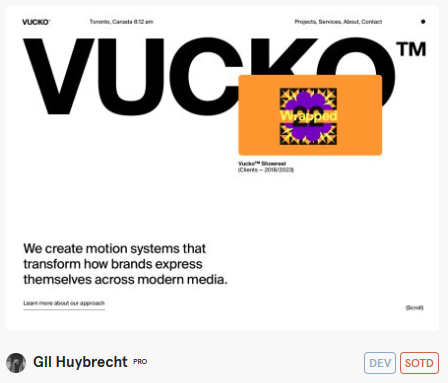 VUCKO™
Toronto, Canada 8:12 am
Projects, Services, About, Contact
VUCKO™
Wrapped
22
Vucko™ Showreel
(Clients — 2018/2023)
We create motion systems that
transform how brands express
themselves across modern media.
Learn more about our approach
(Scroll)
Gil Huybrecht PRO
DEV
SOTD